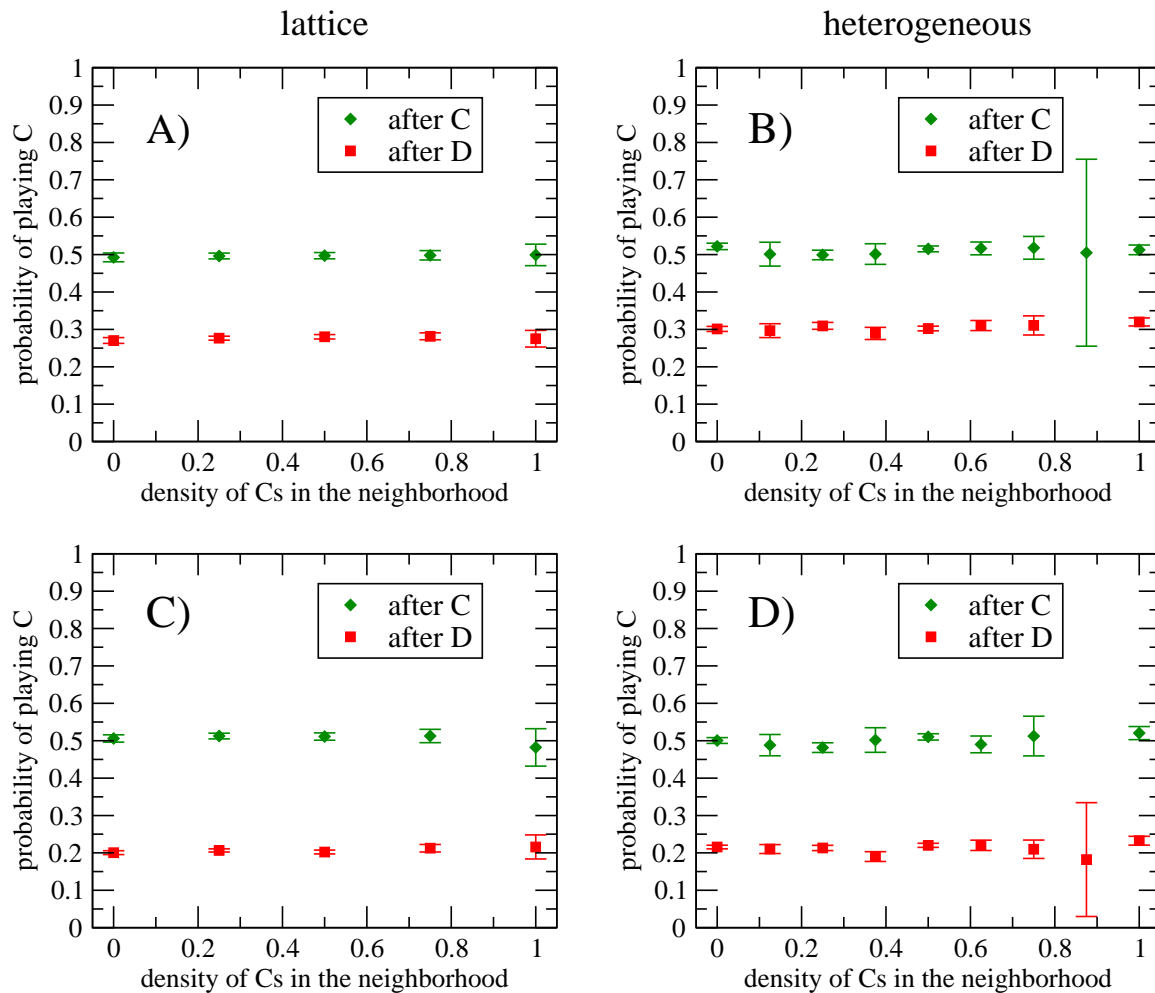 lattice
heterogeneous
A)
after C
after D
probability of playing C
1
0.9
0.8
0.7
0.6
0.5
0.4
0.3
0.2
0.1
0
0 0.2 0.4 0.6 0.8 1
density of Cs in the neighborhood
B)
after C
after D
probability of playing C
1
0.9
0.8
0.7
0.6
0.5
0.4
0.3
0.2
0.1
0
0 0.2 0.4 0.6 0.8 1
density of Cs in the neighborhood
C)
after C
after D
probability of playing C
1
0.9
0.8
0.7
0.6
0.5
0.4
0.3
0.2
0.1
0
0 0.2 0.4 0.6 0.8 1
density of Cs in the neighborhood
D)
after C
after D
probability of playing C
1
0.9
0.8
0.7
0.6
0.5
0.4
0.3
0.2
0.1
0
0 0.2 0.4 0.6 0.8 1
density of Cs in the neighborhood